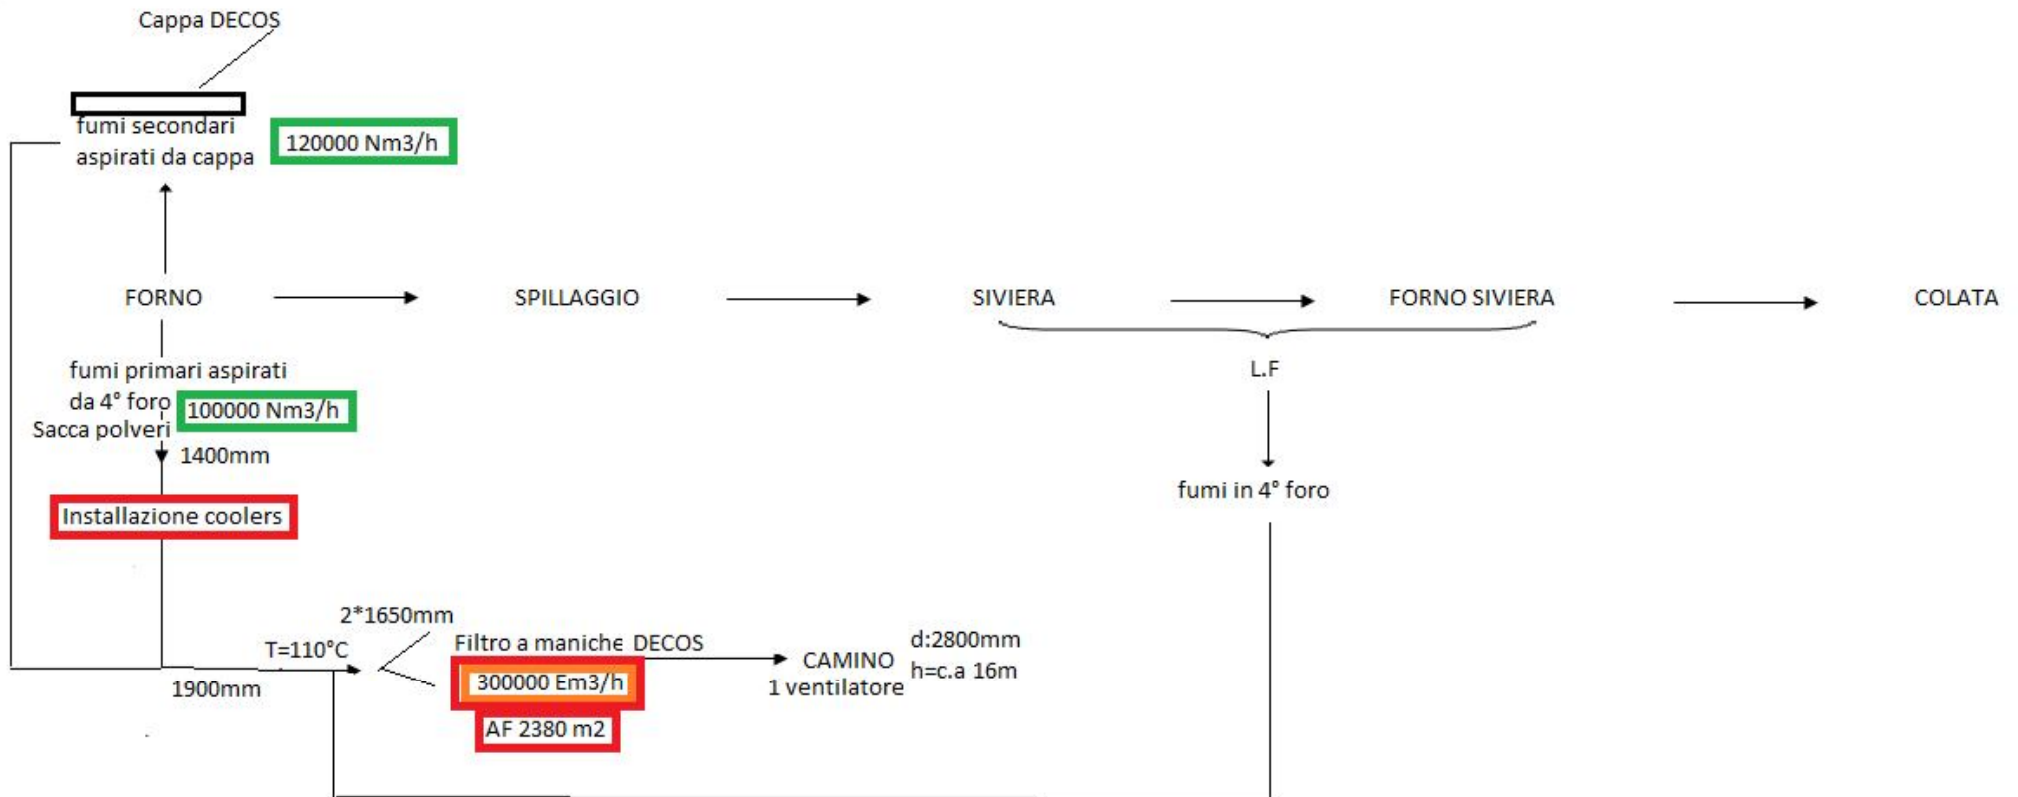 Cappa DECOS
fumi secondari
aspirati da cappa
120000 Nm3/h
FORNO
SPILLAGGIO
SIVIERA
FORNO SIVIERA
COLATA
fumi primari aspirati
da 4° foro
100000 Nm3/h
Sacca polveri
1400mm
L.F
fumi in 4° foro
Installazione coolers
2*1650mm
T=110°C
1900mm
Filtro a maniche DECOS
300000 Em3/h
AF 2380 m2
CAMINO
1 ventilatore
d:2800mm
h=c.a 16m